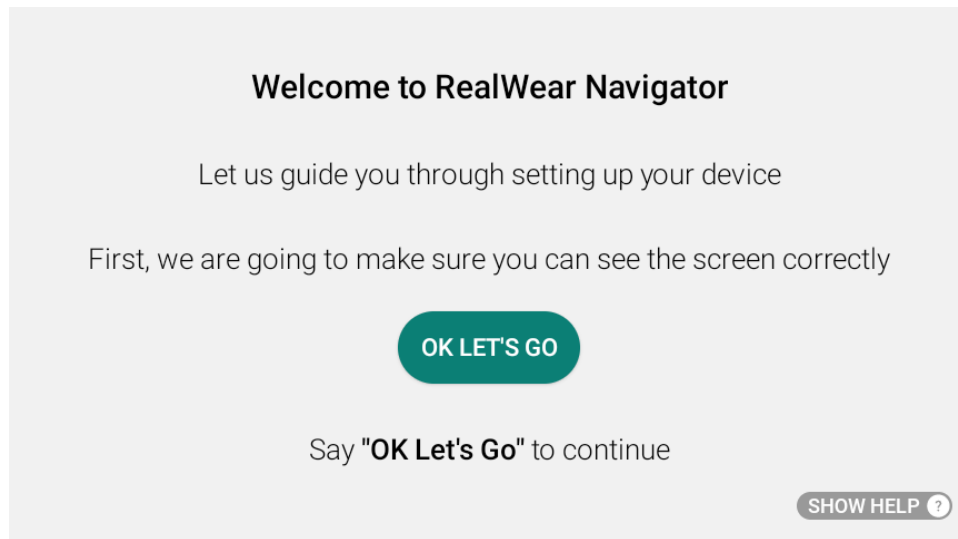 Welcome to RealWear Navigator
Let us guide you through setting up your device
First, we are going to make sure you can see the screen correctly
OK LET'S GO
Say "OK Let's Go" to continue
SHOW HELP ?